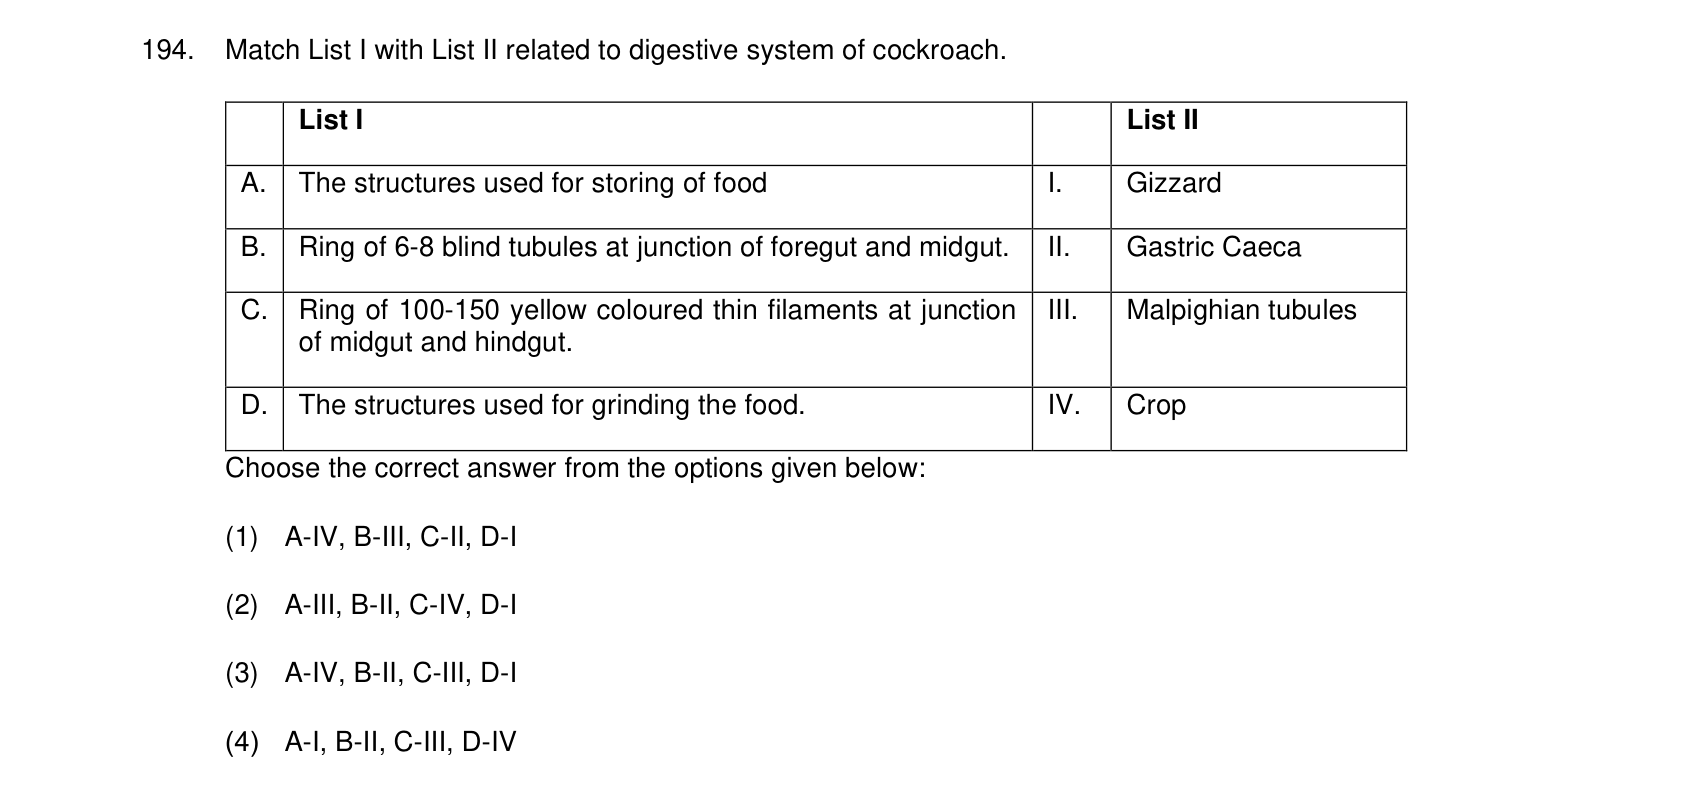 194. Match List I with List II related to digestive system of cockroach.
List I List II
A. The structures used for storing of food I. Gizzard
B. Ring of 6-8 blind tubules at junction of foregut and midgut. II. Gastric Caeca
C. Ring of 100-150 yellow coloured thin filaments at junction III. Malpighian tubules
of midgut and hindgut.
D. The structures used for grinding the food. IV. Crop
Choose the correct answer from the options given below:
(1) A-IV, B-III, C-II, D-I
(2) A-III, B-II, C-IV, D-I
(3) A-IV, B-II, C-III, D-I
(4) A-I, B-II, C-III, D-IV